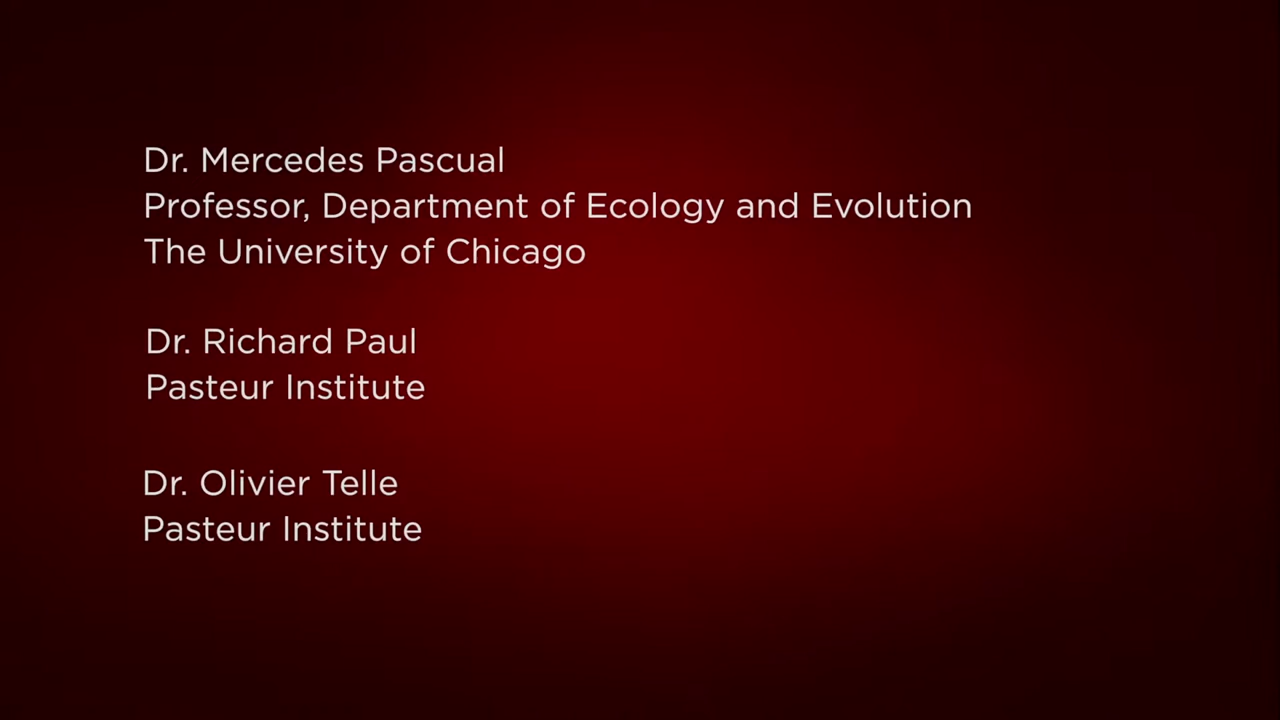 Dr. Mercedes Pascual
Professor, Department of Ecology and Evolution
The University of Chicago
Dr. Richard Paul
Pasteur Institute
Dr. Olivier Telle
Pasteur Institute